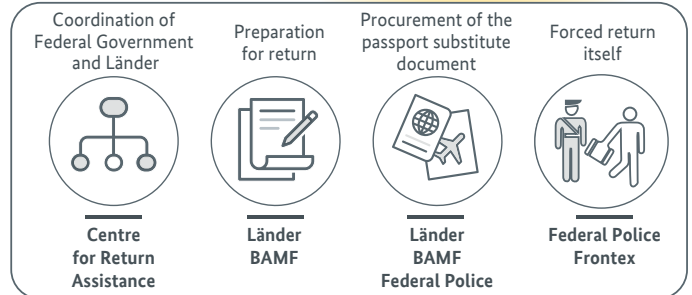 Coordination of
Federal Government
and Länder
Centre
for Return
Assistance
Preparation
for return
Länder
BAMF
Procurement of the
passport substitute
document
Länder
BAMF
Federal Police
Forced return
itself
Federal Police
Frontex